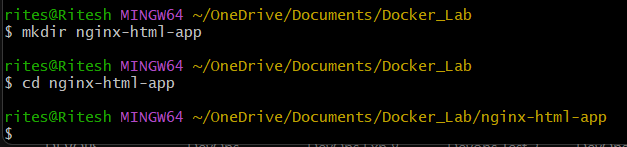 rites@Ritesh MINGW64 ~/OneDrive/Documents/Docker_Lab
$ mkdir nginx-html-app
rites@Ritesh MINGW64 ~/OneDrive/Documents/Docker_Lab
$ cd nginx-html-app
rites@Ritesh MINGW64 ~/OneDrive/Documents/Docker_Lab/nginx-html-app
$